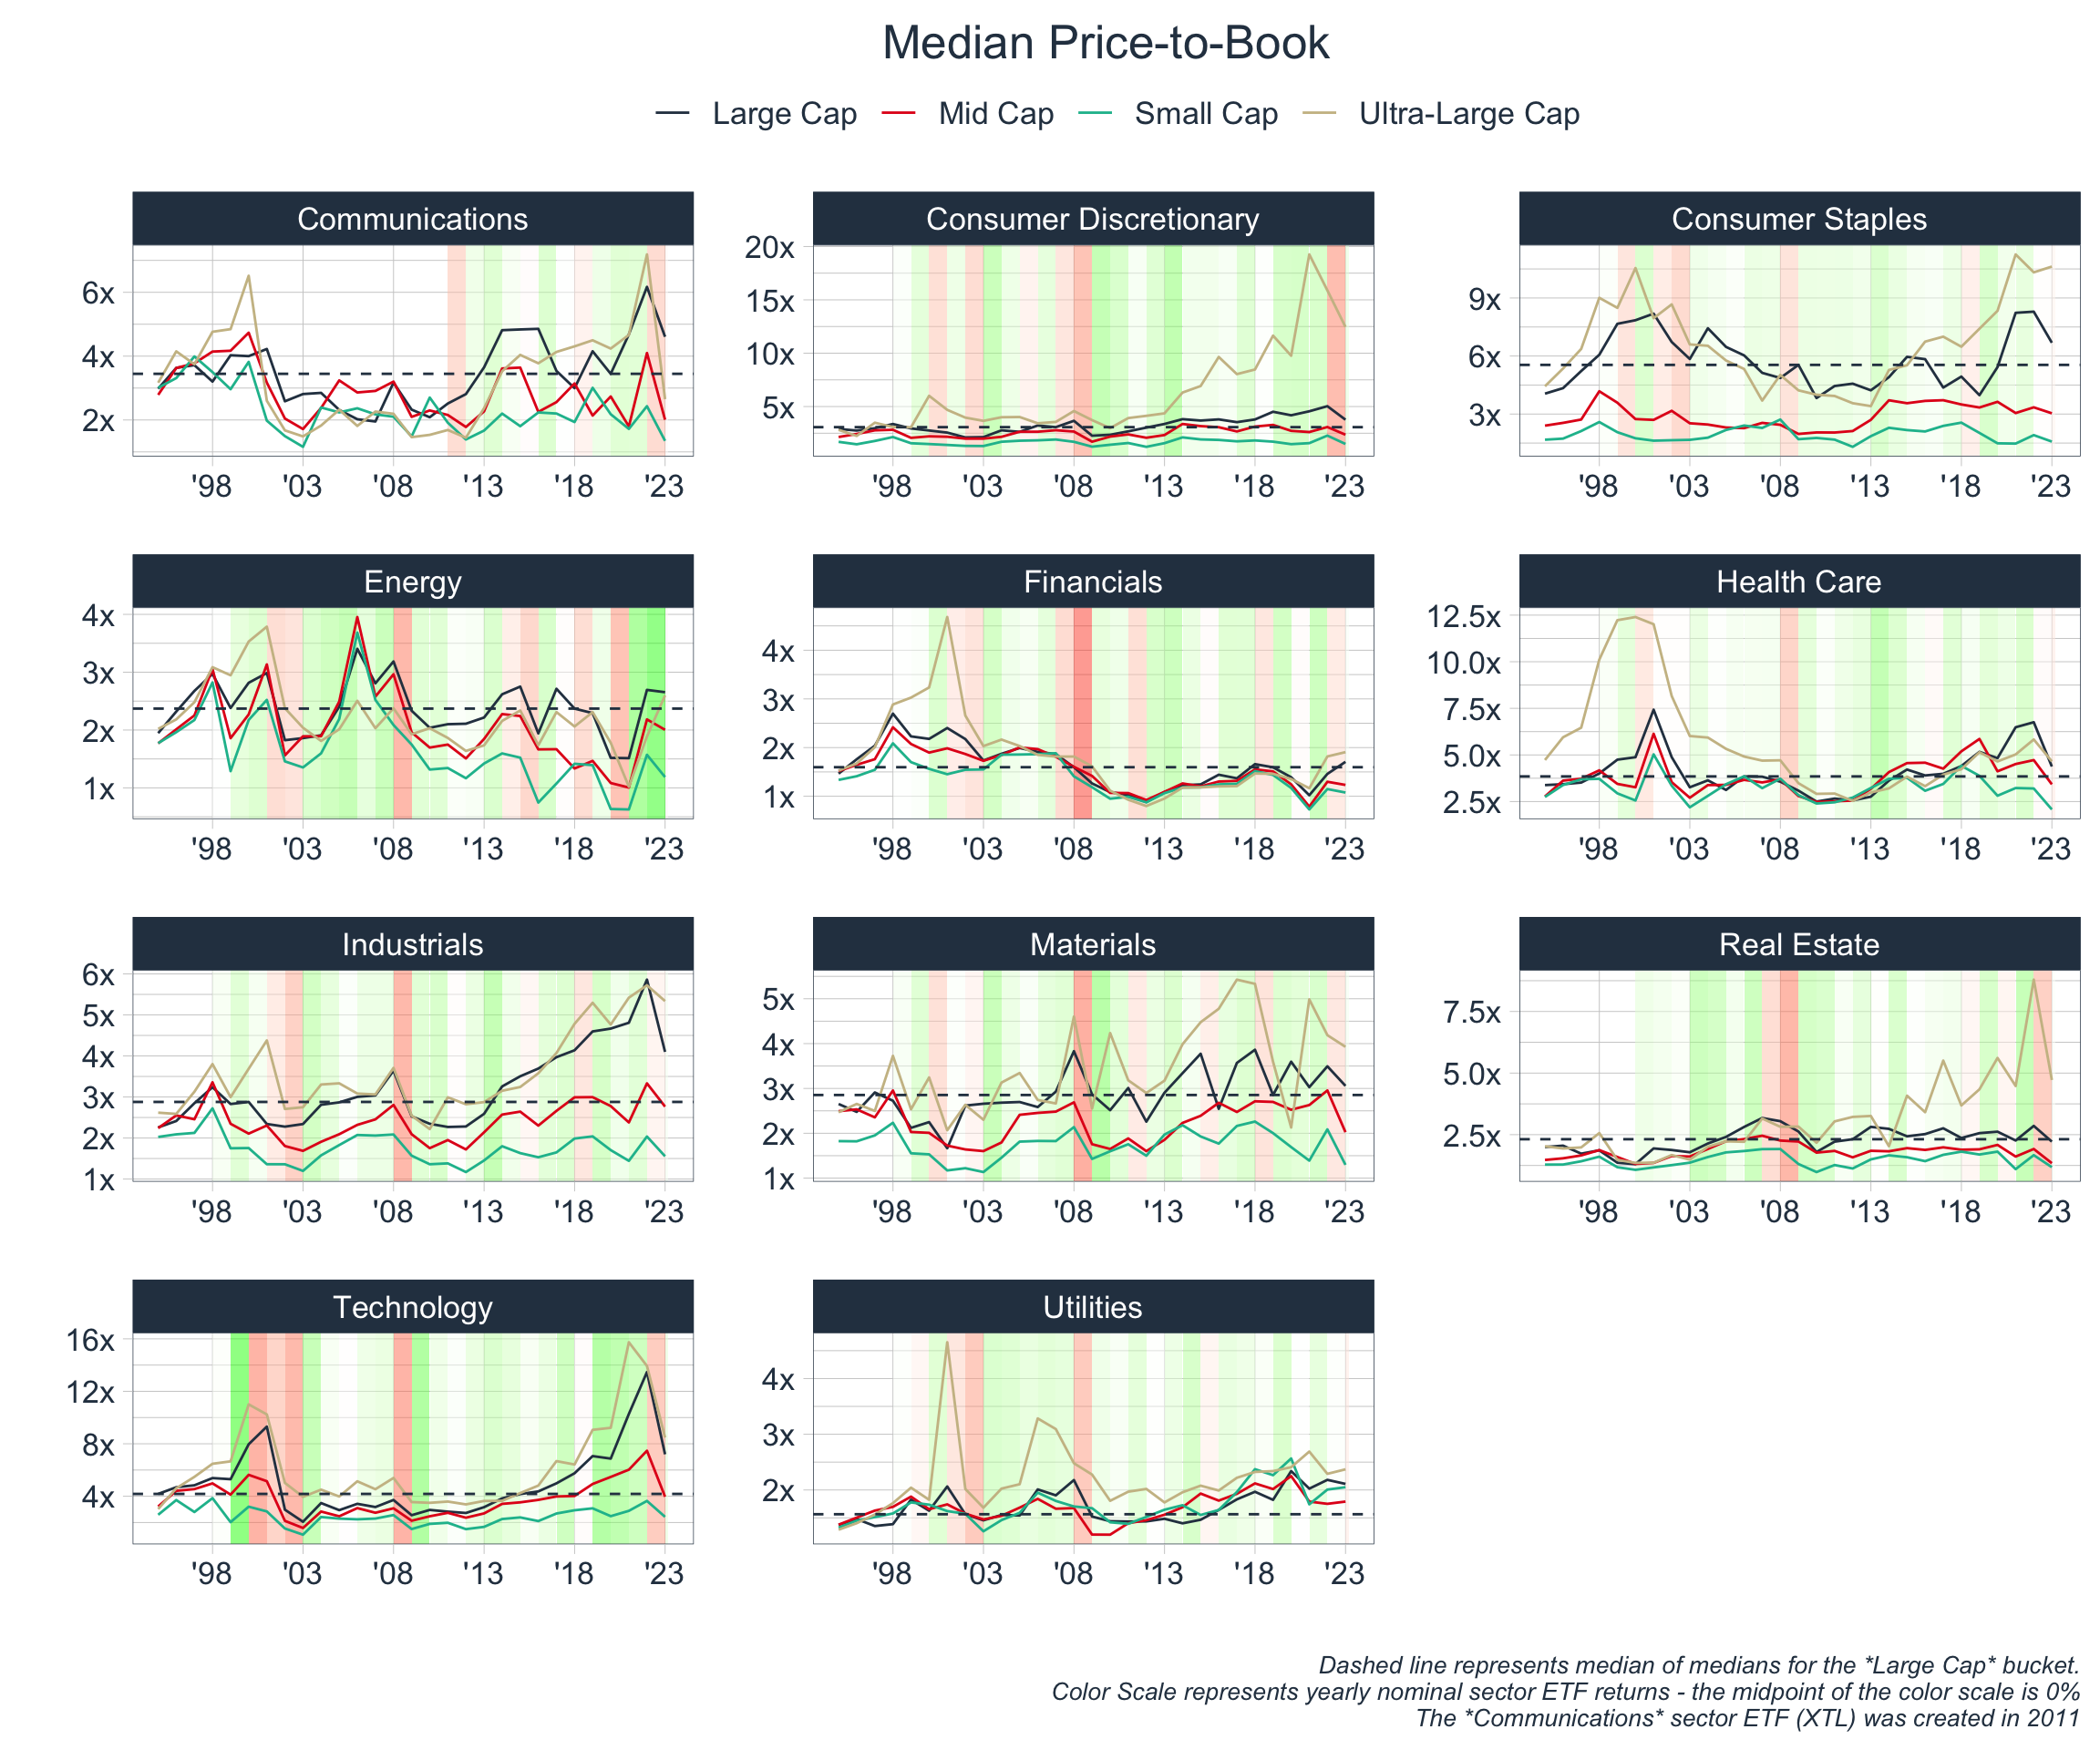 Median Price-to-Book
Large Cap Mid Cap Small Cap Ultra-Large Cap
Communications
6x
4x
2x
'98 '03 '08 '13 '18 '23
Consumer Discretionary
20x
15x
10x
5x
'98 '03 '08 '13 '18 '23
Consumer Staples
9x
6x
3x
'98 '03 '08 '13 '18 '23
Energy
4x
3x
2x
1x
'98 '03 '08 '13 '18 '23
Financials
4x
3x
2x
1x
'98 '03 '08 '13 '18 '23
Health Care
12.5x
10.0x
7.5x
5.0x
2.5x
'98 '03 '08 '13 '18 '23
Industrials
6x
5x
4x
3x
2x
1x
'98 '03 '08 '13 '18 '23
Materials
5x
4x
3x
2x
1x
'98 '03 '08 '13 '18 '23
Real Estate
7.5x
5.0x
2.5x
'98 '03 '08 '13 '18 '23
Technology
16x
12x
8x
4x
'98 '03 '08 '13 '18 '23
Utilities
4x
3x
2x
'98 '03 '08 '13 '18 '23
Dashed line represents median of medians for the *Large Cap* bucket.
Color Scale represents yearly nominal sector ETF returns - the midpoint of the color scale is 0%
The *Communications* sector ETF (XTL) was created in 2011